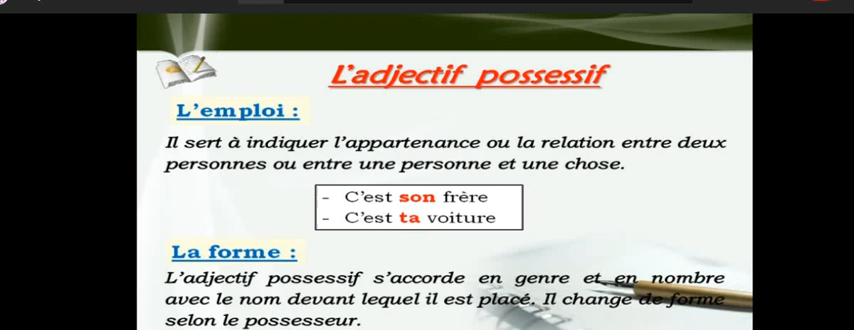 L'adjectif possessif
L'emploi :
Il sert à indiquer l'appartenance ou la relation entre deux
personnes ou entre une personne et une chose.
- C'est son frère
- C'est ta voiture
La forme :
L'adjectif possessif s'accorde en genre et en nombre
avec le nom devant lequel il est placé. Il change de forme
selon le possesseur.